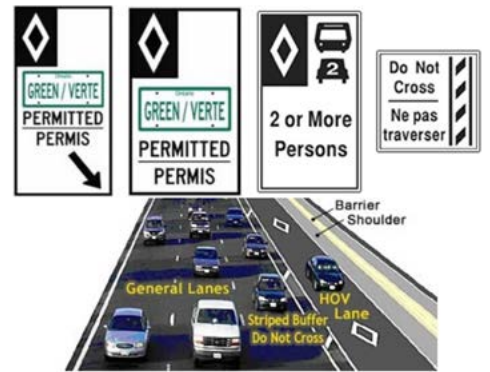 Ontario
GREEN / VERTE
PERMITTED
PERMIS
Ontario
GREEN / VERTE
PERMITTED
PERMIS
2
2 or More
Persons
Do Not
Cross
Ne pas
traverser
Barrier
Shoulder
General Lanes
HOV
Lane
Striped Buffer
Do Not Cross